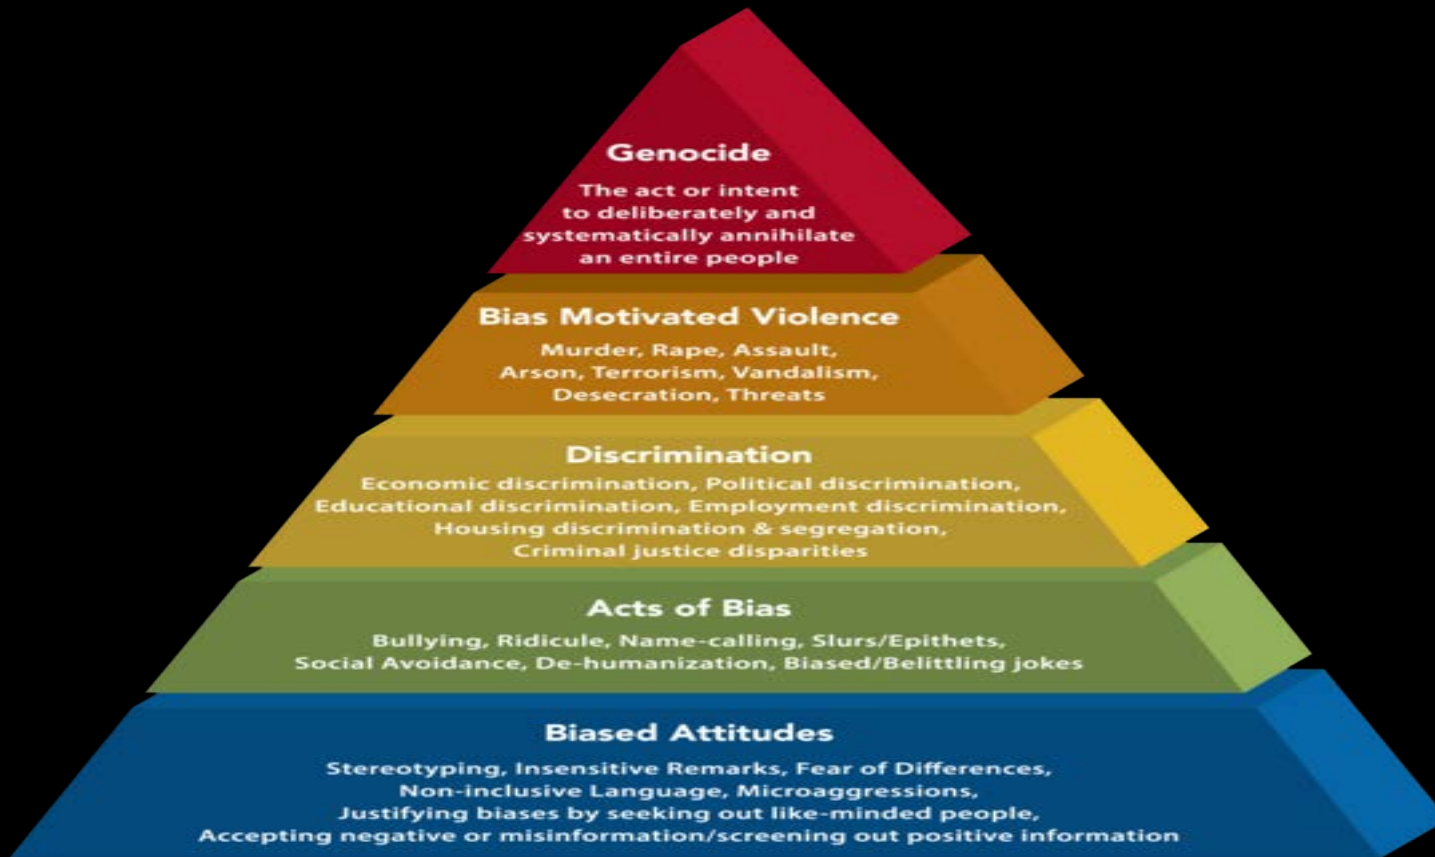 Genocide
The act or intent
to deliberately and
systematically annihilate
an entire people
Bias Motivated Violence
Murder, Rape, Assault,
Arson, Terrorism, Vandalism,
Desecration, Threats
Discrimination
Economic discrimination, Political discrimination,
Educational discrimination, Employment discrimination,
Housing discrimination & segregation,
Criminal justice disparities
Acts of Bias
Bullying, Ridicule, Name-calling, Slurs/Epithets,
Social Avoidance, De-humanization, Biased/Belittling jokes
Biased Attitudes
Stereotyping, Insensitive Remarks, Fear of Differences,
Non-inclusive Language, Microaggressions,
Justifying biases by seeking out like-minded people,
Accepting negative or misinformation/screening out positive information